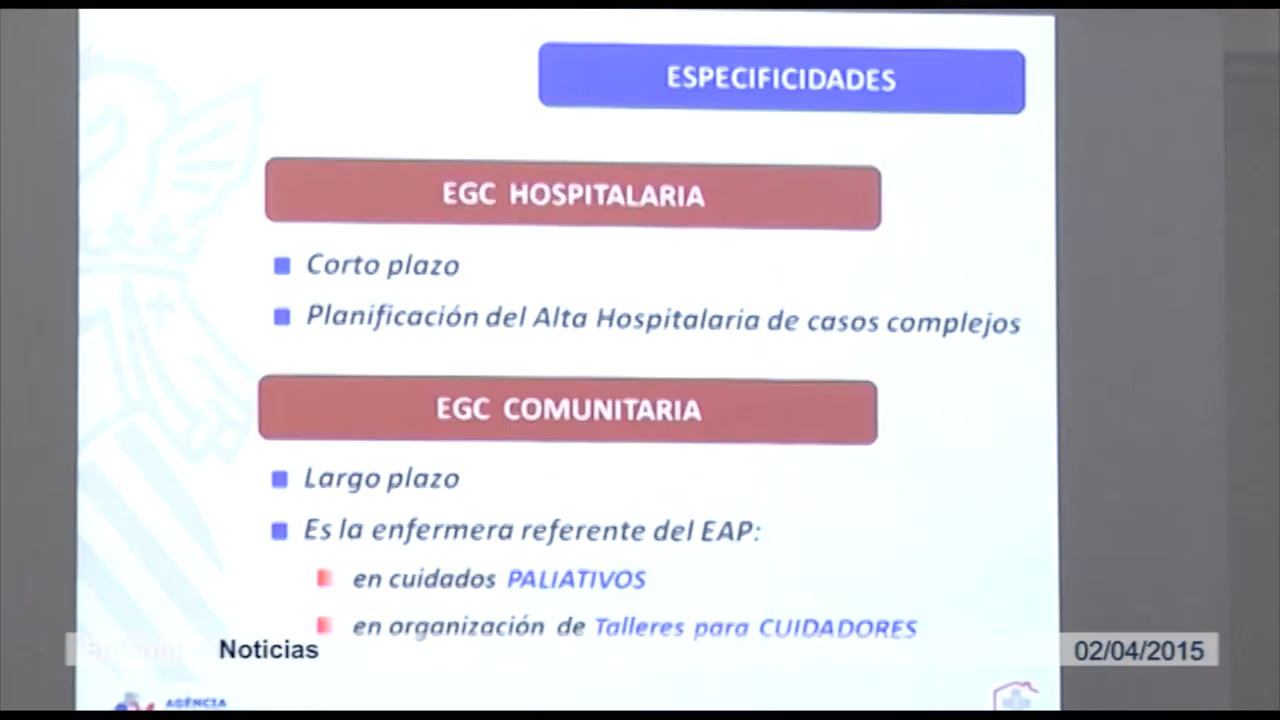 ESPECIFICIDADES
EGC HOSPITALARIA
Corto plazo
Planificación del Alta Hospitalaria de casos complejos
EGC COMUNITARIA
Largo plazo
Es la enfermera referente del EAP:
en cuidados PALIATIVOS
en organización de Talleres para CUIDADORES
Noticias
02/04/2015
AGÈNCIA